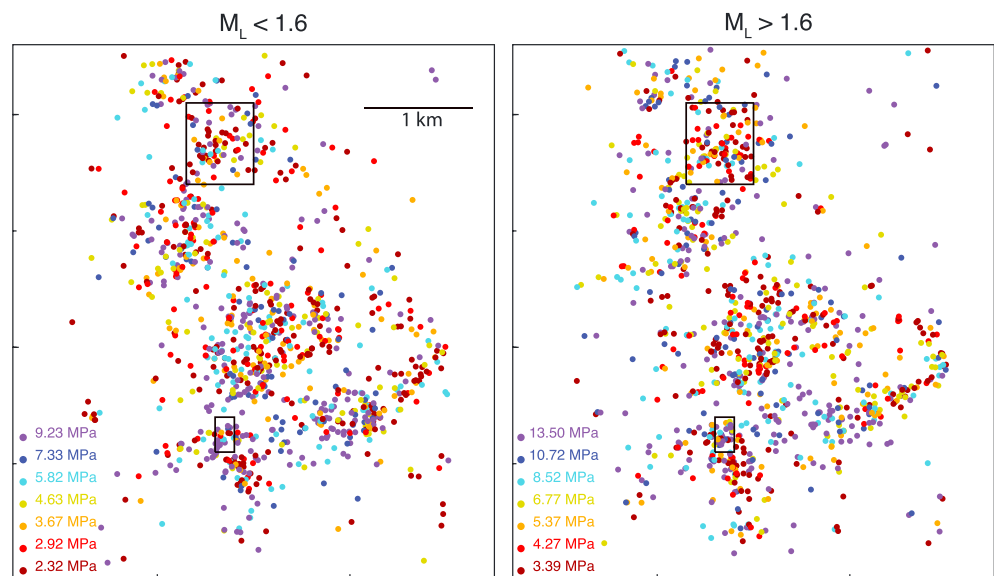 M_L < 1.6
M_L > 1.6
1 km
9.23 MPa
7.33 MPa
5.82 MPa
4.63 MPa
3.67 MPa
2.92 MPa
2.32 MPa
13.50 MPa
10.72 MPa
8.52 MPa
6.77 MPa
5.37 MPa
4.27 MPa
3.39 MPa